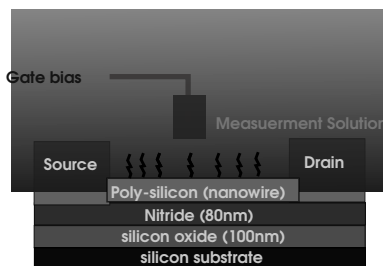 Gate bias
Measuerment Solution
Source
Drain
Poly-silicon (nanowire)
Nitride (80nm)
silicon oxide (100nm)
silicon substrate